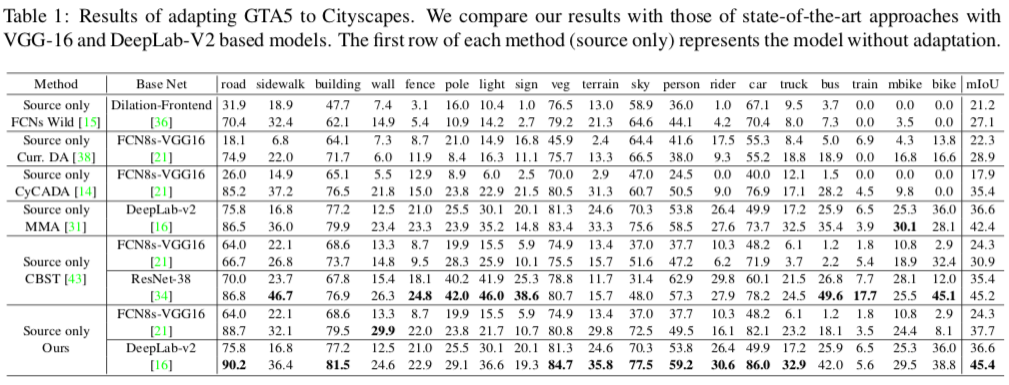 Table 1: Results of adapting GTA5 to Cityscapes. We compare our results with those of state-of-the-art approaches with
VGG-16 and DeepLab-V2 based models. The first row of each method (source only) represents the model without adaptation.
Method Base Net road sidewalk building wall fence pole light sign veg terrain sky person rider car truck bus train mbike bike mIoU
Source only Dilation-Frontend 31.9 18.9 47.7 7.4 3.1 16.0 10.4 1.0 76.5 13.0 58.9 36.0 1.0 67.1 9.5 3.7 0.0 0.0 0.0 21.2
FCNs Wild [15] [36] 70.4 32.4 62.1 14.9 5.4 10.9 14.2 2.7 79.2 21.3 64.6 44.1 4.2 70.4 8.0 7.3 0.0 3.5 0.0 27.1
Source only FCN8s-VGG16 18.1 6.8 64.1 7.3 8.7 21.0 14.9 16.8 45.9 2.4 64.4 41.6 17.5 55.3 8.4 5.0 6.9 4.3 13.8 22.3
Curr. DA [38] [21] 74.9 22.0 71.7 6.0 11.9 8.4 16.3 11.1 75.7 13.3 66.5 38.0 9.3 55.2 18.8 18.9 0.0 16.8 16.6 28.9
Source only FCN8s-VGG16 26.0 14.9 65.1 5.5 12.9 8.9 6.0 2.5 70.0 2.9 47.0 24.5 0.0 40.0 12.1 1.5 0.0 0.0 0.0 17.9
CyCADA [14] [21] 85.2 37.2 76.5 21.8 15.0 23.8 22.9 21.5 80.5 31.3 60.7 50.5 9.0 76.9 17.1 28.2 4.5 9.8 0.0 35.4
Source only DeepLab-v2 75.8 16.8 77.2 12.5 21.0 25.5 30.1 20.1 81.3 24.6 70.3 53.8 26.4 49.9 17.2 25.9 6.5 25.3 36.0 36.6
MMA [31] [16] 86.5 36.0 79.9 23.4 23.3 23.9 35.2 14.8 83.4 33.3 75.6 58.5 27.6 73.7 32.5 35.4 3.9 30.1 28.1 42.4
FCN8s-VGG16 64.0 22.1 68.6 13.3 8.7 19.9 15.5 5.9 74.9 13.4 37.0 37.7 10.3 48.2 6.1 1.2 1.8 10.8 2.9 24.3
Source only [21] 66.7 26.8 73.7 14.8 9.5 28.3 25.9 10.1 75.5 15.7 51.6 47.2 6.2 71.9 3.7 2.2 5.4 18.9 32.4 30.9
CBST [43] ResNet-38 70.0 23.7 67.8 15.4 18.1 40.2 41.9 25.3 78.8 11.7 31.4 62.9 29.8 60.1 21.5 26.8 7.7 28.1 12.0 35.4
[34] 86.8 46.7 76.9 26.3 24.8 42.0 46.0 38.6 80.7 15.7 48.0 57.3 27.9 78.2 24.5 49.6 17.7 25.5 45.1 45.2
FCN8s-VGG16 64.0 22.1 68.6 13.3 8.7 19.9 15.5 5.9 74.9 13.4 37.0 37.7 10.3 48.2 6.1 1.2 1.8 10.8 2.9 24.3
Source only [21] 88.7 32.1 79.5 29.9 22.0 23.8 21.7 10.7 80.8 29.8 72.5 49.5 16.1 82.1 23.2 18.1 3.5 24.4 8.1 37.7
Ours DeepLab-v2 75.8 16.8 77.2 12.5 21.0 25.5 30.1 20.1 81.3 24.6 70.3 53.8 26.4 49.9 17.2 25.9 6.5 25.3 36.0 36.6
[16] 90.2 36.4 81.5 24.6 22.9 29.1 36.6 19.3 84.7 35.8 77.5 59.2 30.6 86.0 32.9 42.0 5.6 29.5 38.8 45.4